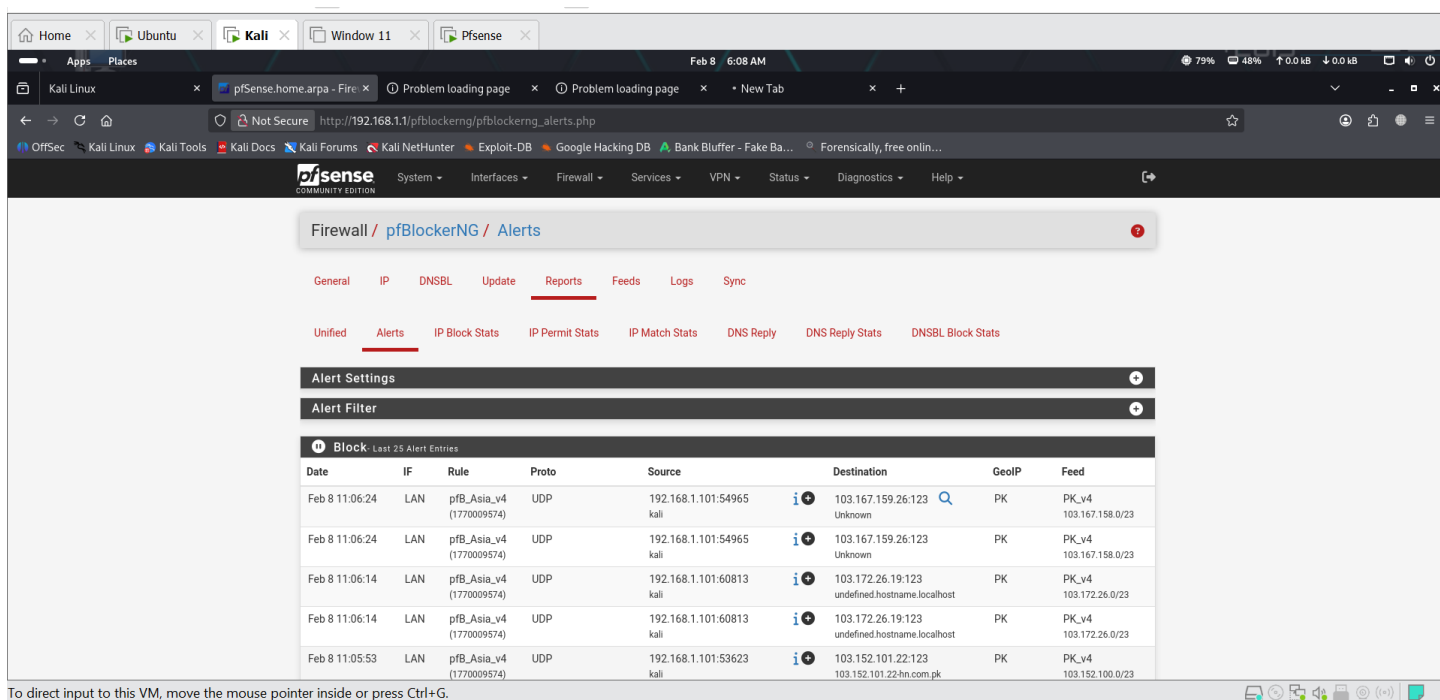 Home
Ubuntu
Kali
Window 11
Pfsense
Apps Places
Feb 8 6:08 AM
79% 48% ↑ 0.0 kB ↓ 0.0 kB
Kali Linux
pfSense.home.arpa - Fire
Problem loading page
Problem loading page
New Tab
Not Secure http://192.168.1.1/pfblockerng/pfblockerng_alerts.php
OffSec Kali Linux Kali Tools Kali Docs Kali Forums Kali NetHunter Exploit-DB Google Hacking DB Bank Bluffer - Fake Ba... Forensically, free onlin...
pfsense System Interfaces Firewall Services VPN Status Diagnostics Help
COMMUNITY EDITION
Firewall / pfBlockerNG / Alerts
General IP DNSBL Update Reports Feeds Logs Sync
Unified Alerts IP Block Stats IP Permit Stats IP Match Stats DNS Reply DNS Reply Stats DNSBL Block Stats
Alert Settings
Alert Filter
Block - Last 25 Alert Entries
Date IF Rule Proto Source Destination GeoIP Feed
Feb 8 11:06:24 LAN pfB_Asia_v4 UDP 192.168.1.101:54965 103.167.159.26:123 PK PK_v4
(1770009574) kali Unknown 103.167.158.0/23
Feb 8 11:06:24 LAN pfB_Asia_v4 UDP 192.168.1.101:54965 103.167.159.26:123 PK PK_v4
(1770009574) kali Unknown 103.167.158.0/23
Feb 8 11:06:14 LAN pfB_Asia_v4 UDP 192.168.1.101:60813 103.172.26.19:123 PK PK_v4
(1770009574) kali undefined.hostname.localhost 103.172.26.0/23
Feb 8 11:06:14 LAN pfB_Asia_v4 UDP 192.168.1.101:60813 103.172.26.19:123 PK PK_v4
(1770009574) kali undefined.hostname.localhost 103.172.26.0/23
Feb 8 11:05:53 LAN pfB_Asia_v4 UDP 192.168.1.101:53623 103.152.101.22:123 PK PK_v4
(1770009574) kali 103.152.101.22-hn.com.pk 103.152.100.0/23
To direct input to this VM, move the mouse pointer inside or press Ctrl+G.